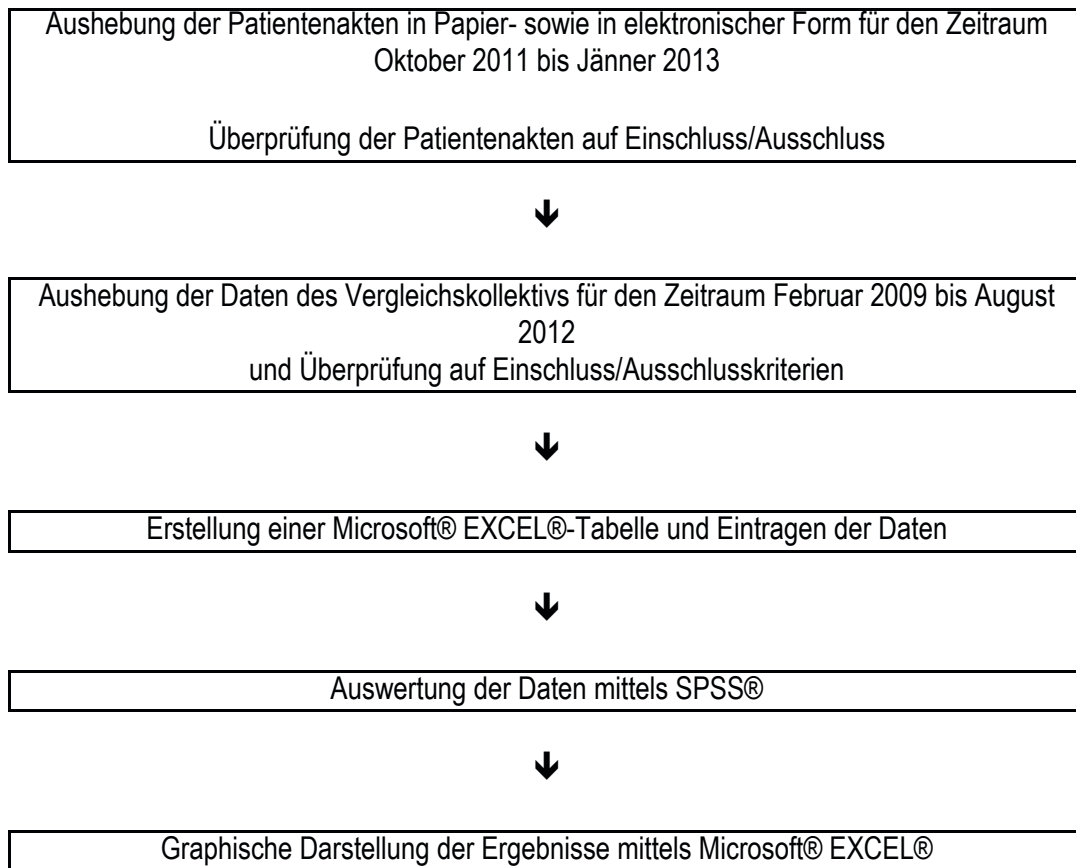 Aushebung der Patientenakten in Papier- sowie in elektronischer Form für den Zeitraum
Oktober 2011 bis Jänner 2013
Überprüfung der Patientenakten auf Einschluss/Ausschluss
Aushebung der Daten des Vergleichskollektivs für den Zeitraum Februar 2009 bis August
2012
und Überprüfung auf Einschluss/Ausschlusskriterien
Erstellung einer Microsoft® EXCEL®-Tabelle und Eintragen der Daten
Auswertung der Daten mittels SPSS®
Graphische Darstellung der Ergebnisse mittels Microsoft® EXCEL®